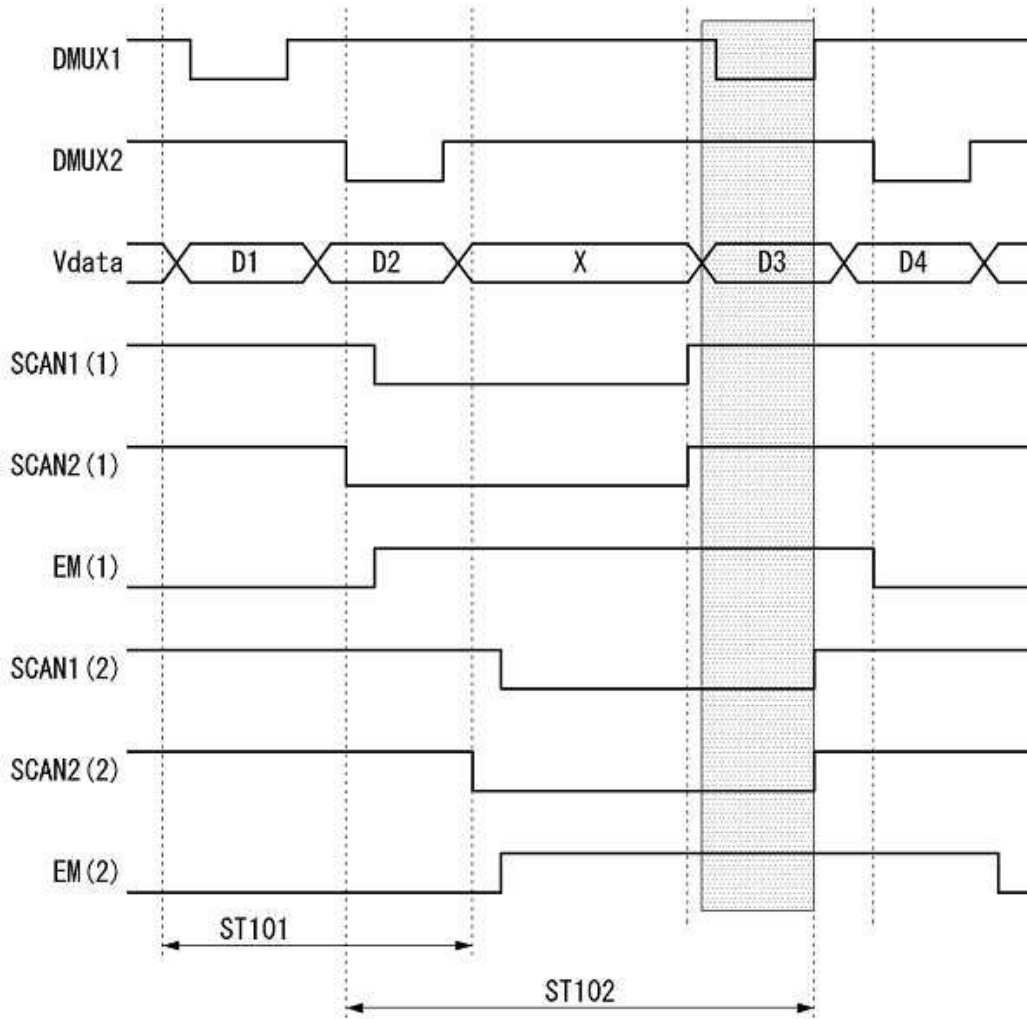 DMUX1
DMUX2
Vdata D1 D2 X D3 D4
SCAN1(1)
SCAN2(1)
EM(1)
SCAN1(2)
SCAN2(2)
EM(2)
ST101
ST102